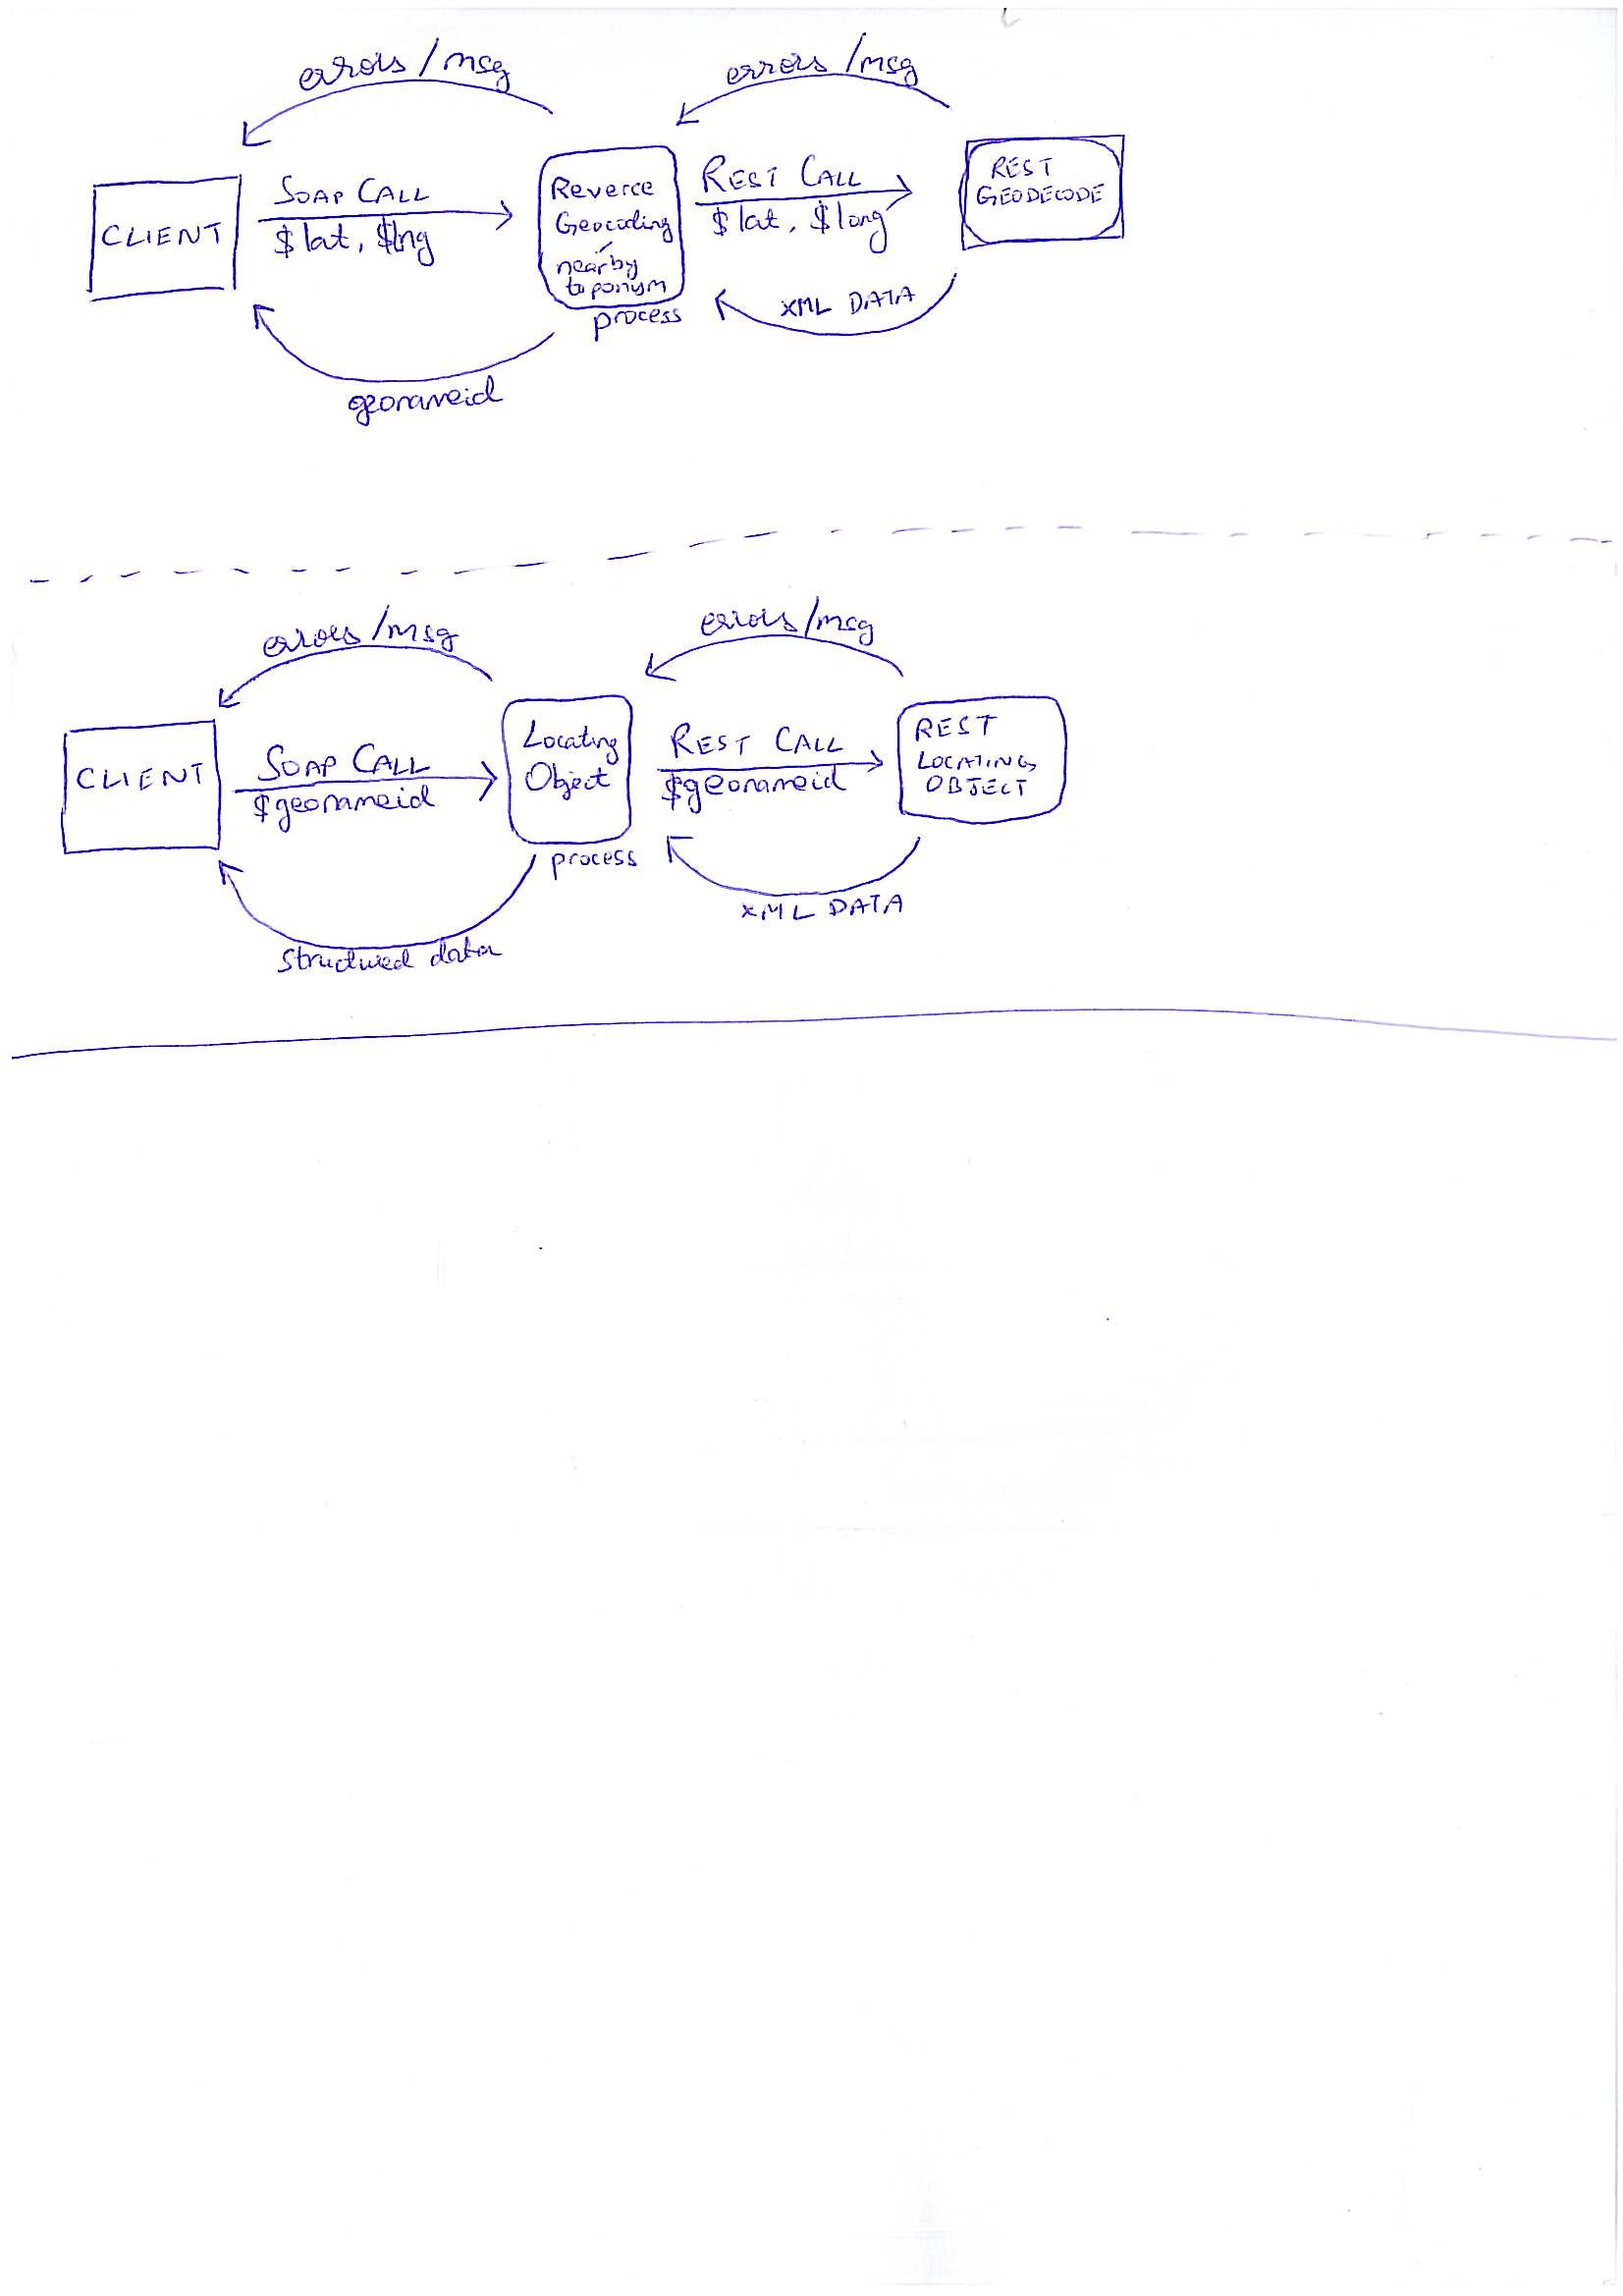 errors/msg
errors/msg
CLIENT
SOAP CALL
$lat, $lng
Reverce
Geocoding
/
nearby
toponym
process
REST CALL
$lat, $long
REST
GEODECODE
XML DATA
geonameid
errors/msg
errors/msg
CLIENT
SOAP CALL
$geonameid
Locating
Object
process
REST CALL
$geonameid
REST
LOCATING
OBJECT
XML DATA
Structured data